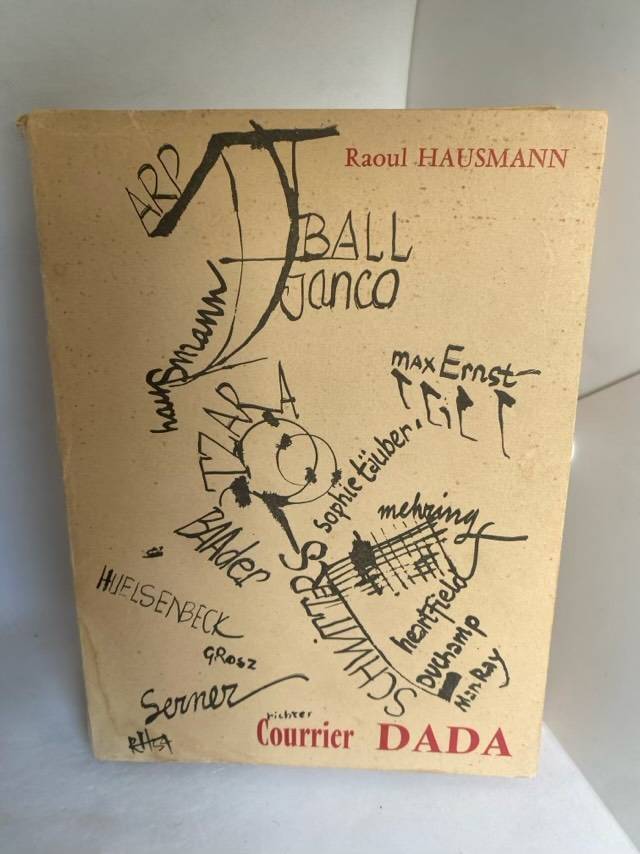 Raoul HAUSMANN
ARP
BALL
Janco
hausmann
max Ernst
TZARA
sophie täuber
mehring
BAAder
SCHWITTERS
HUELSENBECK
heartfield
GROSZ
Duchamp
Man Ray
Serner
richter
Courrier DADA